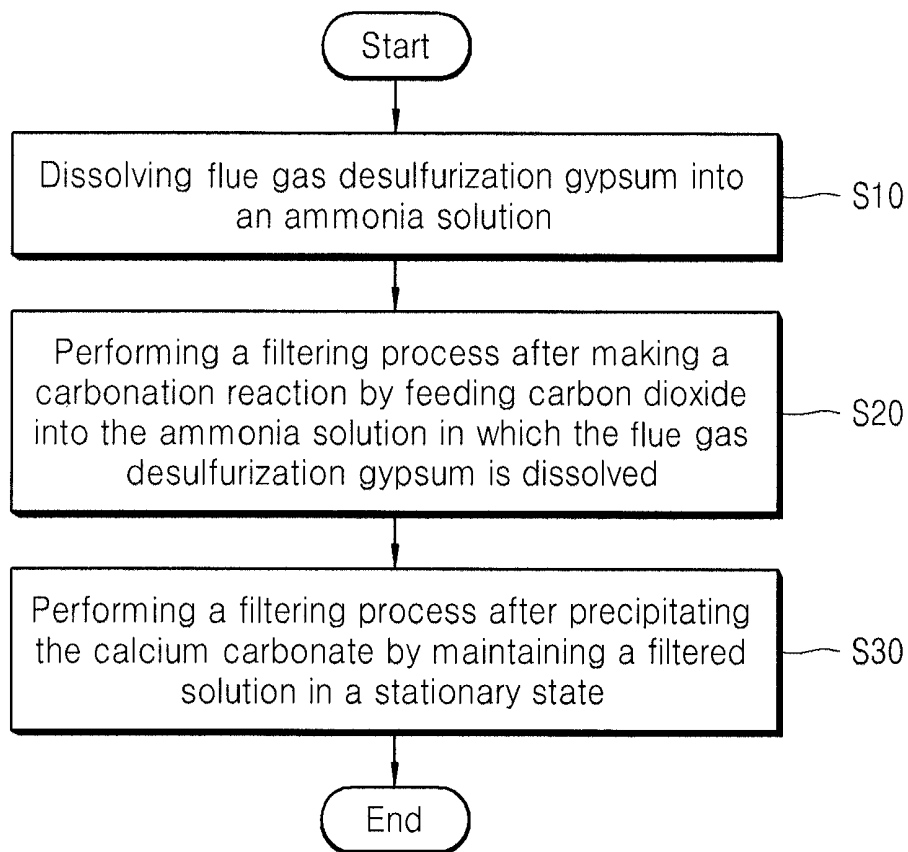 Start
Dissolving flue gas desulfurization gypsum into
an ammonia solution
S10
Performing a filtering process after making a
carbonation reaction by feeding carbon dioxide
into the ammonia solution in which the flue gas
desulfurization gypsum is dissolved
S20
Performing a filtering process after precipitating
the calcium carbonate by maintaining a filtered
solution in a stationary state
S30
End